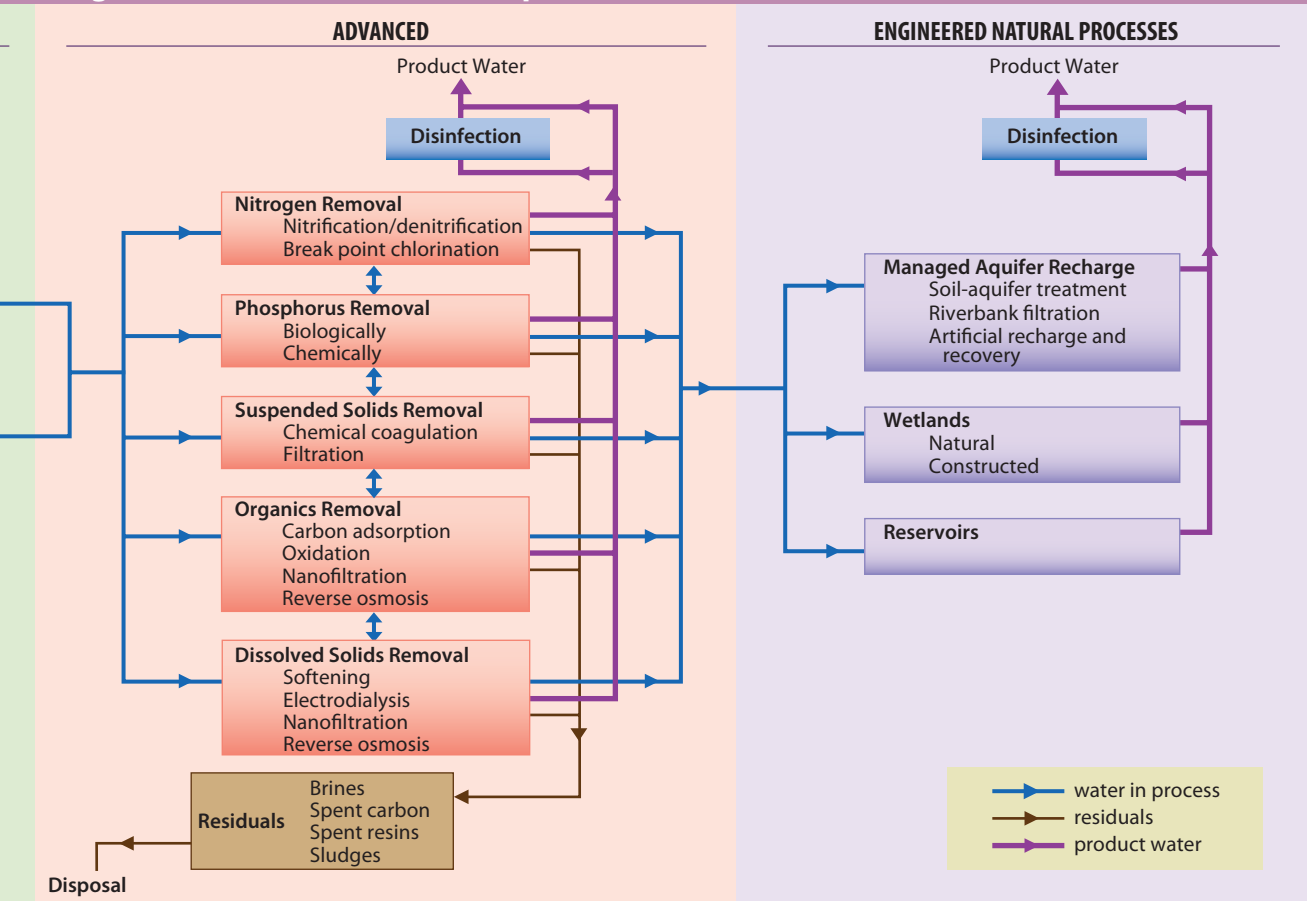 ADVANCED
Product Water
Disinfection
Nitrogen Removal
Nitrification/denitrification
Break point chlorination
Phosphorus Removal
Biologically
Chemically
Suspended Solids Removal
Chemical coagulation
Filtration
Organics Removal
Carbon adsorption
Oxidation
Nanofiltration
Reverse osmosis
Dissolved Solids Removal
Softening
Electrodialysis
Nanofiltration
Reverse osmosis
Residuals
Brines
Spent carbon
Spent resins
Sludges
Disposal
ENGINEERED NATURAL PROCESSES
Product Water
Disinfection
Managed Aquifer Recharge
Soil-aquifer treatment
Riverbank filtration
Artificial recharge and
recovery
Wetlands
Natural
Constructed
Reservoirs
water in process
residuals
product water